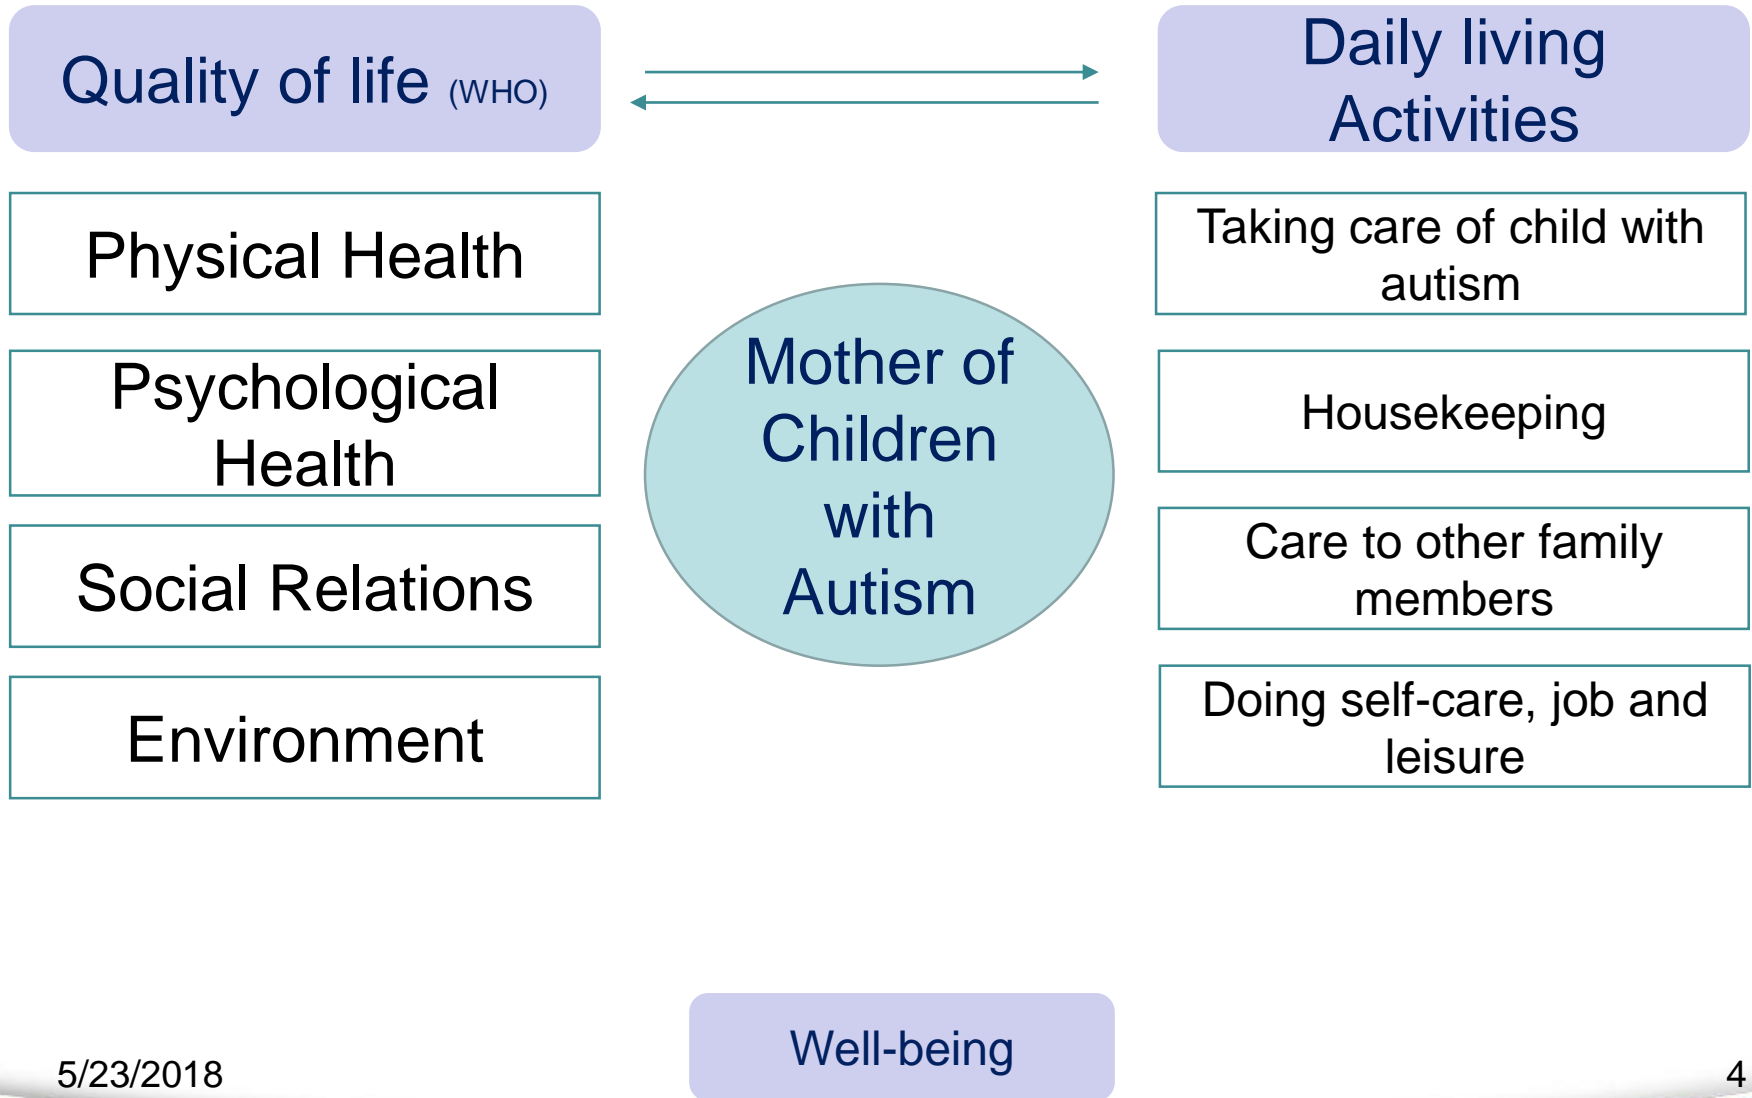 Quality of life (WHO)
Daily living
Activities
Physical Health
Psychological
Health
Social Relations
Environment
Mother of
Children
with
Autism
Taking care of child with
autism
Housekeeping
Care to other family
members
Doing self-care, job and
leisure
Well-being
5/23/2018
4